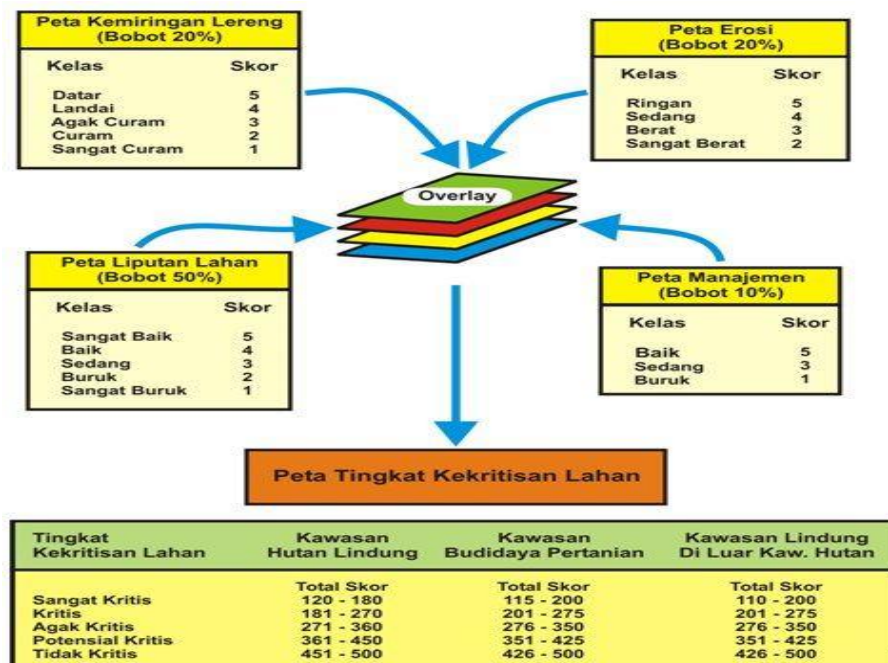 Peta Kemiringan Lereng
(Bobot 20%)
Kelas Skor
Datar 5
Landai 4
Agak Curam 3
Curam 2
Sangat Curam 1
Peta Erosi
(Bobot 20%)
Kelas Skor
Ringan 5
Sedang 4
Berat 3
Sangat Berat 2
Overlay
Peta Liputan Lahan
(Bobot 50%)
Kelas Skor
Sangat Baik 5
Baik 4
Sedang 3
Buruk 2
Sangat Buruk 1
Peta Manajemen
(Bobot 10%)
Kelas Skor
Baik 5
Sedang 3
Buruk 1
Peta Tingkat Kekritisan Lahan
Tingkat Kekritisan Lahan
Kawasan Hutan Lindung
Kawasan Budidaya Pertanian
Kawasan Lindung Di Luar Kaw. Hutan
Total Skor Total Skor Total Skor
Sangat Kritis 120 - 180 115 - 200 110 - 200
Kritis 181 - 270 201 - 275 201 - 275
Agak Kritis 271 - 360 276 - 350 276 - 350
Potensial Kritis 361 - 450 351 - 425 351 - 425
Tidak Kritis 451 - 500 426 - 500 426 - 500